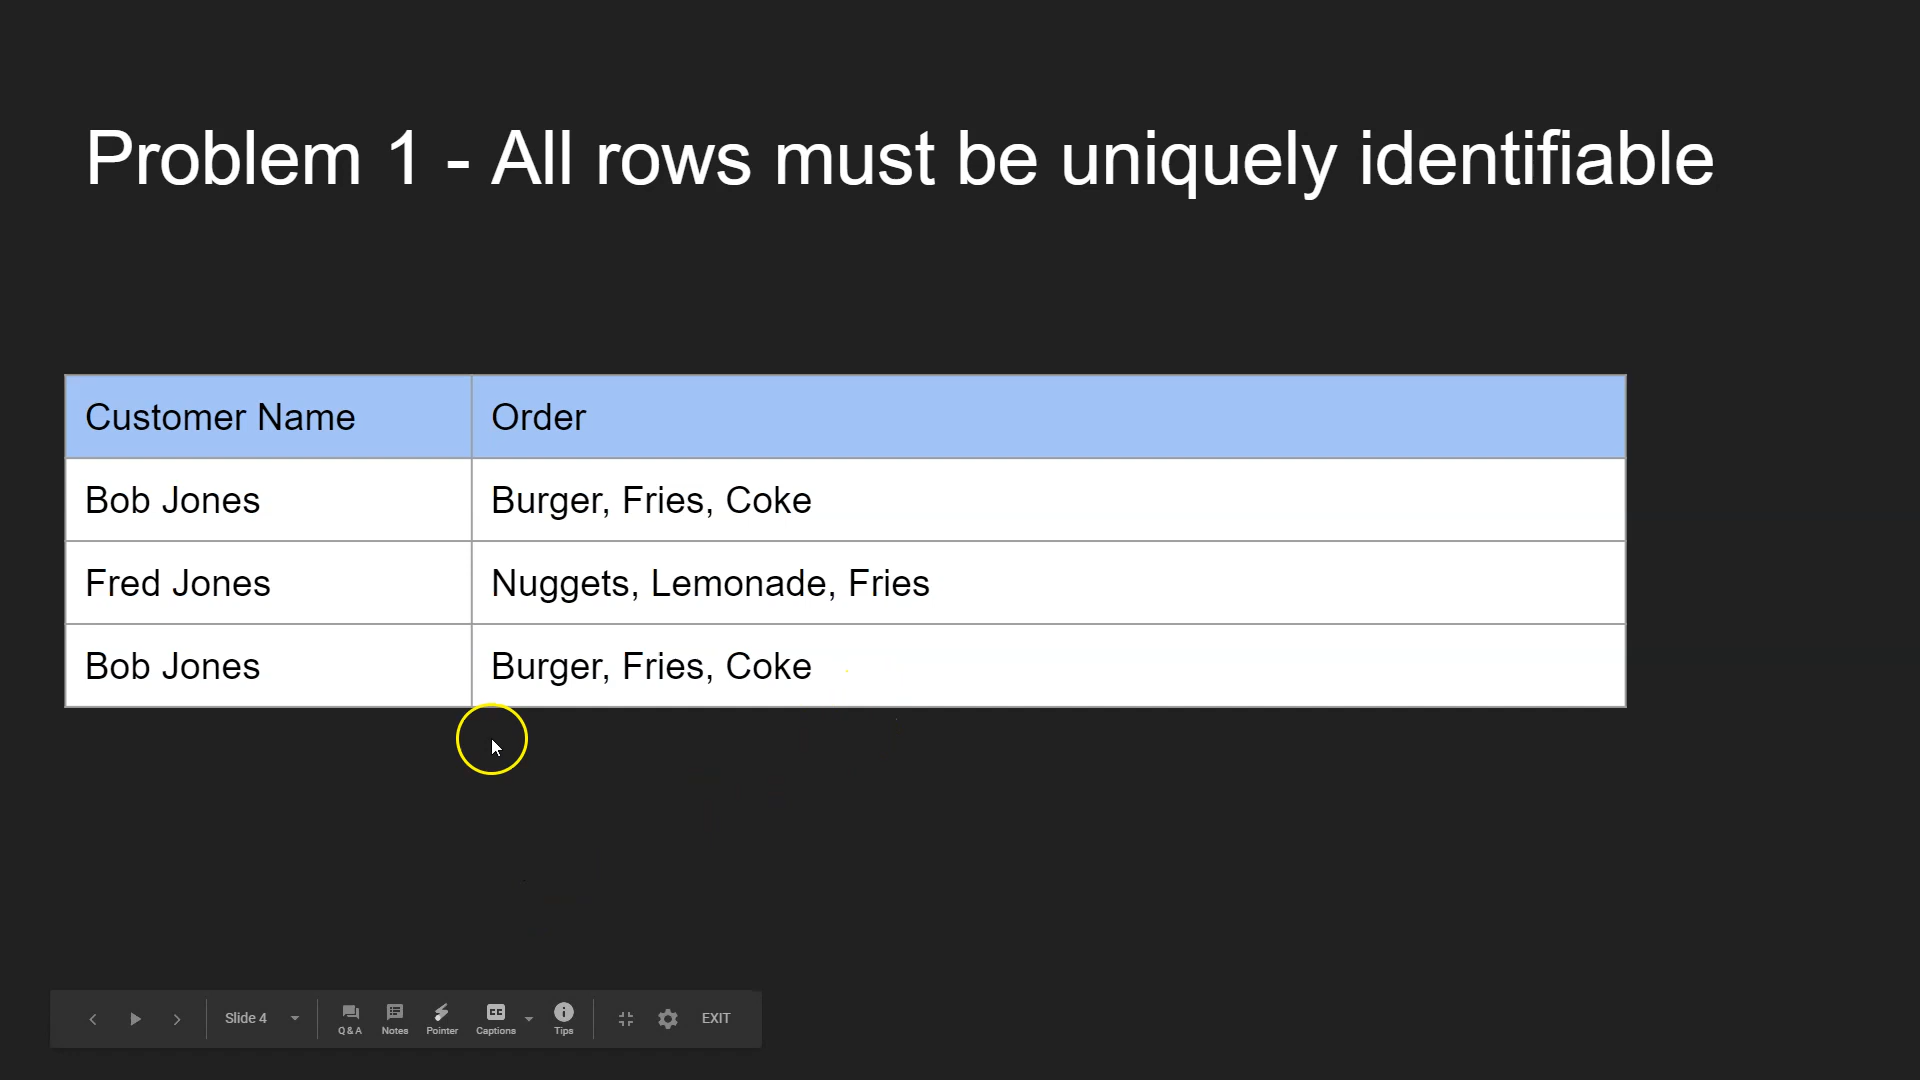 Problem 1 - All rows must be uniquely identifiable
Customer Name Order
Bob Jones Burger, Fries, Coke
Fred Jones Nuggets, Lemonade, Fries
Bob Jones Burger, Fries, Coke
Slide 4 Q&A Notes Pointer CC Captions Tips EXIT